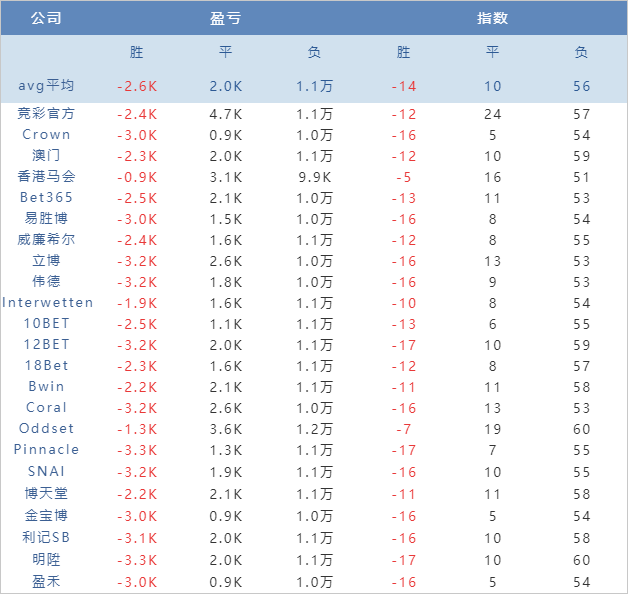 公司 盈亏 指数
胜 平 负 胜 平 负
avg平均 -2.6K 2.0K 1.1万 -14 10 56
竞彩官方 -2.4K 4.7K 1.1万 -12 24 57
Crown -3.0K 0.9K 1.0万 -16 5 54
澳门 -2.3K 2.0K 1.1万 -12 10 59
香港马会 -0.9K 3.1K 9.9K -5 16 51
Bet365 -2.5K 2.1K 1.0万 -13 11 53
易胜博 -3.0K 1.5K 1.0万 -16 8 54
威廉希尔 -2.4K 1.6K 1.1万 -12 8 55
立博 -3.2K 2.6K 1.0万 -16 13 53
伟德 -3.2K 1.8K 1.0万 -16 9 53
Interwetten -1.9K 1.6K 1.1万 -10 8 54
10BET -2.5K 1.1K 1.1万 -13 6 55
12BET -3.2K 2.0K 1.1万 -17 10 59
18Bet -2.3K 1.6K 1.1万 -12 8 57
Bwin -2.2K 2.1K 1.1万 -11 11 58
Coral -3.2K 2.6K 1.0万 -16 13 53
Oddset -1.3K 3.6K 1.2万 -7 19 60
Pinnacle -3.3K 1.3K 1.1万 -17 7 55
SNAI -3.2K 1.9K 1.1万 -16 10 55
博天堂 -2.2K 2.1K 1.1万 -11 11 58
金宝博 -3.0K 0.9K 1.0万 -16 5 54
利记SB -3.1K 2.0K 1.1万 -16 10 58
明陞 -3.3K 2.0K 1.1万 -17 10 60
盈禾 -3.0K 0.9K 1.0万 -16 5 54